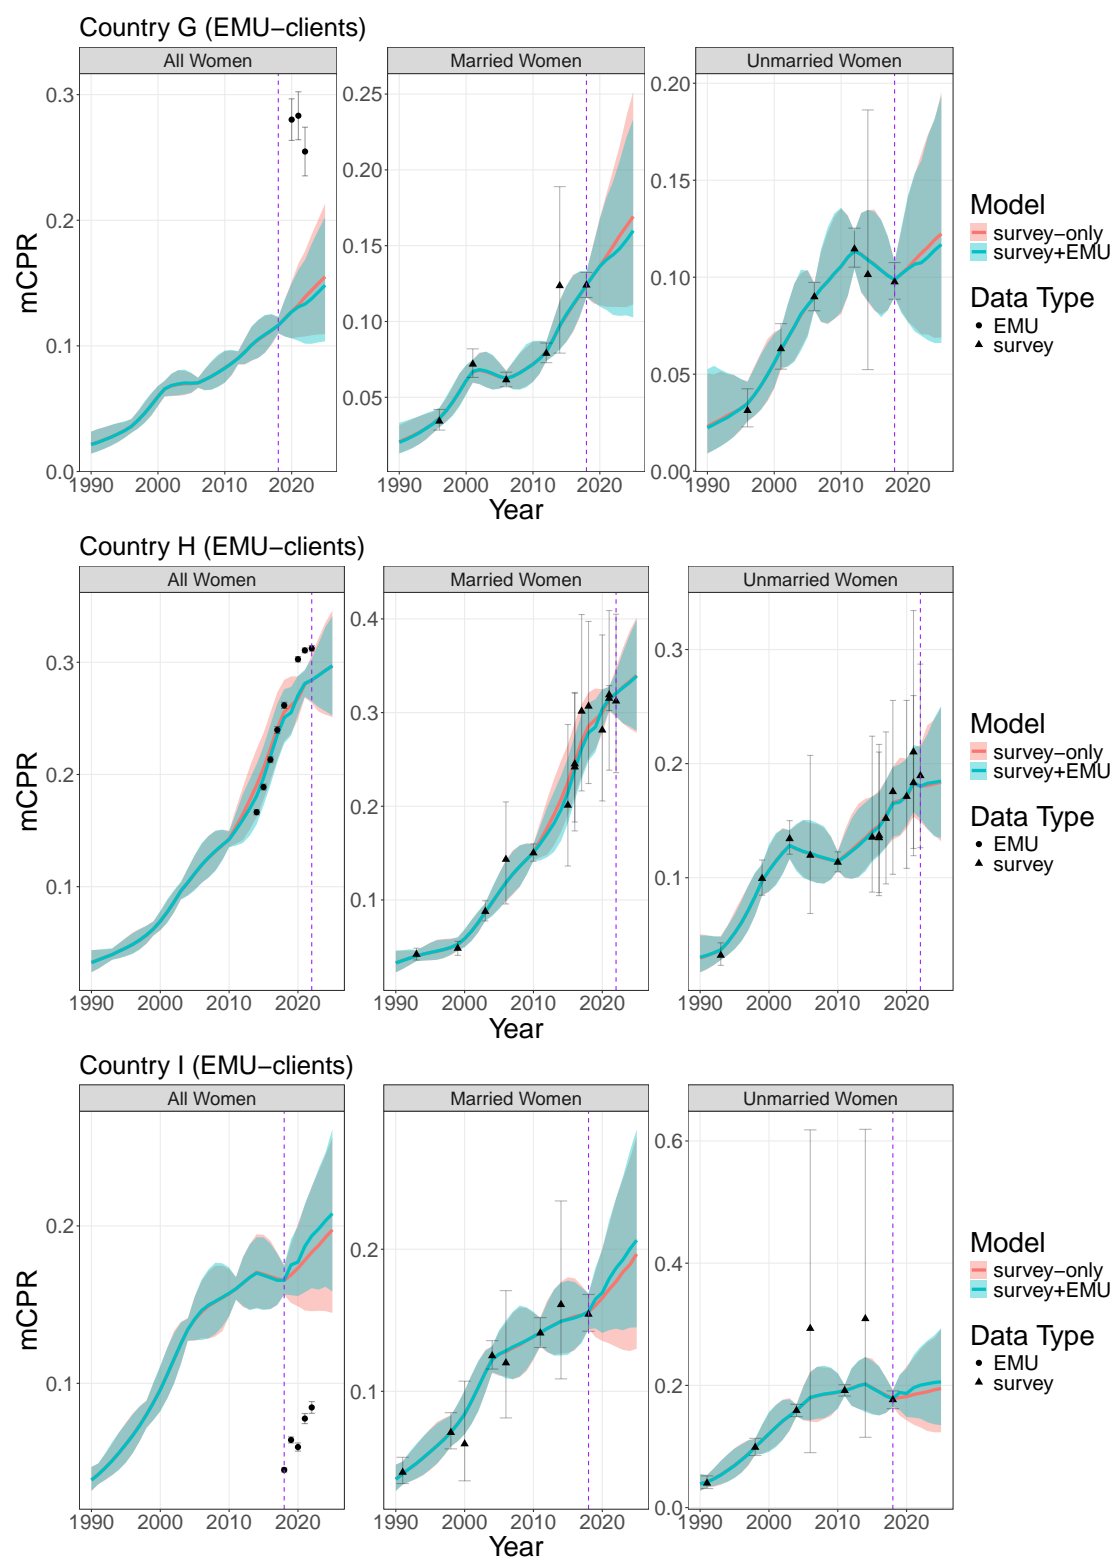 Country G (EMU−clients)
All Women
Married Women
Unmarried Women
mCPR
0.3
0.2
0.1
0.0
0.25
0.20
0.15
0.10
0.05
0.20
0.15
0.10
0.05
0.00
1990 2000 2010 2020
1990 2000 2010 2020
1990 2000 2010 2020
Year
Model
survey−only
survey+EMU
Data Type
EMU
survey
Country H (EMU−clients)
All Women
Married Women
Unmarried Women
mCPR
0.3
0.2
0.1
0.4
0.3
0.2
0.1
0.3
0.2
0.1
1990 2000 2010 2020
1990 2000 2010 2020
1990 2000 2010 2020
Year
Model
survey−only
survey+EMU
Data Type
EMU
survey
Country I (EMU−clients)
All Women
Married Women
Unmarried Women
mCPR
0.2
0.1
0.2
0.1
0.6
0.4
0.2
0.0
1990 2000 2010 2020
1990 2000 2010 2020
1990 2000 2010 2020
Year
Model
survey−only
survey+EMU
Data Type
EMU
survey